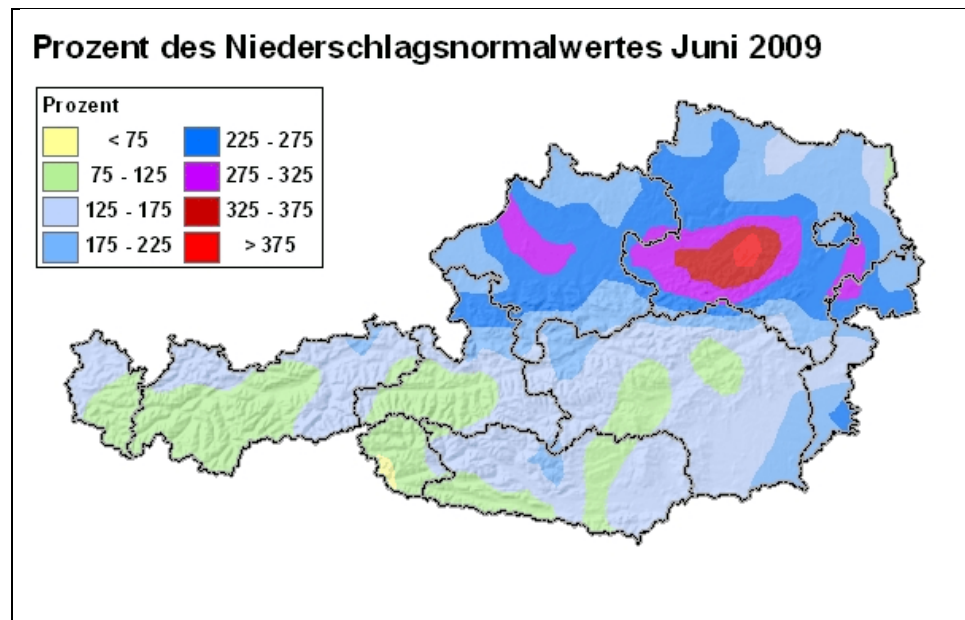 Prozent des Niederschlagsnormalwertes Juni 2009
Prozent
< 75
75 - 125
125 - 175
175 - 225
225 - 275
275 - 325
325 - 375
> 375